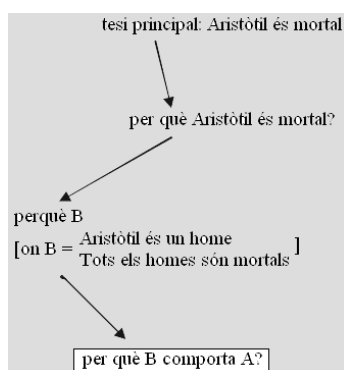 tesi principal: Aristòtil és mortal
per què Aristòtil és mortal?
perquè B
[on B = Aristòtil és un home
Tots els homes són mortals ]
per què B comporta A?